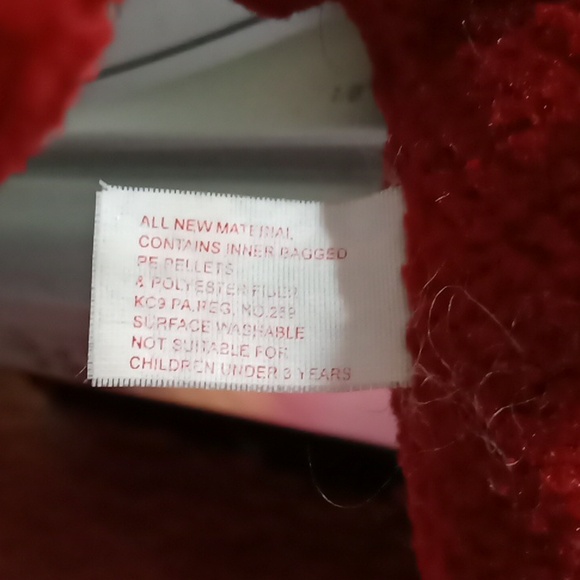 ALL NEW MATERIAL
CONTAINS INNER BAGGED
PE PELLETS
& POLYESTER FIBER
KC9 PA.REG. NO.259
SURFACE WASHABLE
NOT SUITABLE FOR
CHILDREN UNDER 3 YEARS